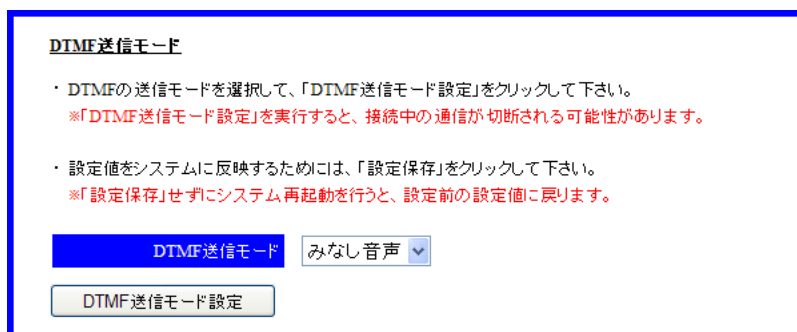 DTMF送信モード
・ DTMFの送信モードを選択して、「DTMF送信モード設定」をクリックして下さい。
※「DTMF送信モード設定」を実行すると、接続中の通信が切断される可能性があります。
・ 設定値をシステムに反映するためには、「設定保存」をクリックして下さい。
※「設定保存」せずにシステム再起動を行うと、設定前の設定値に戻ります。
DTMF送信モード みなし音声
DTMF送信モード設定